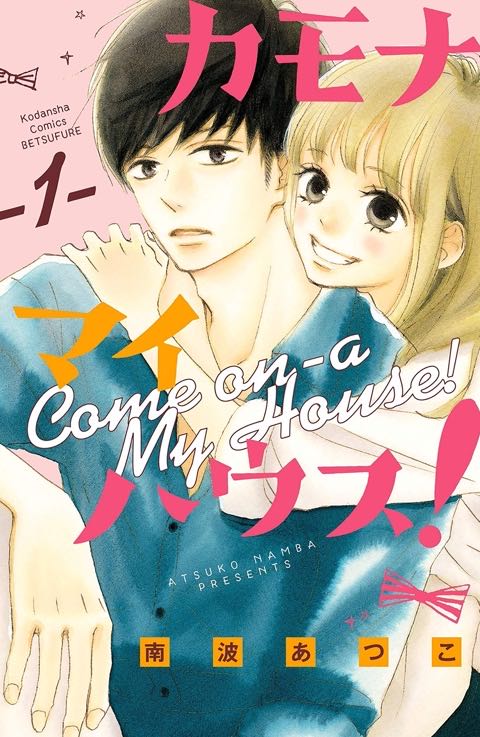 カモナ
Kodansha
Comics
BETSUFURE
-1-
マイ
Come on-a
My House!
ハウス!
ATSUKO NAMBA
PRESENTS
南波あつこ